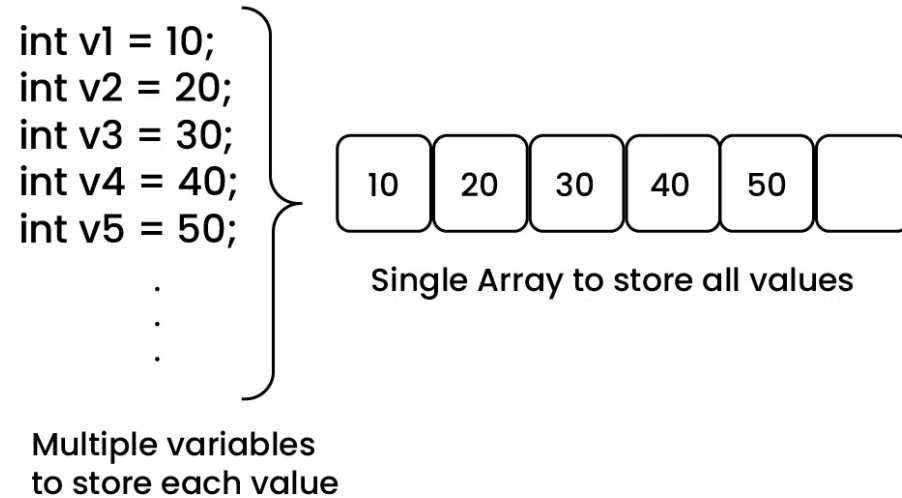 int v1 = 10;
int v2 = 20;
int v3 = 30;
int v4 = 40;
int v5 = 50;
.
.
.
Multiple variables
to store each value
10 20 30 40 50
Single Array to store all values